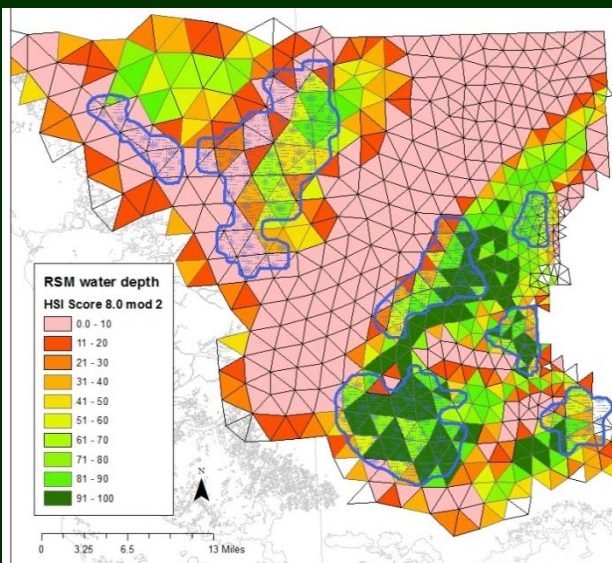 RSM water depth
HSI Score 8.0 mod 2
0.0 - 10
11 - 20
21 - 30
31 - 40
41 - 50
51 - 60
61 - 70
71 - 80
81 - 90
91 - 100
N
0 3.25 6.5 13 Miles